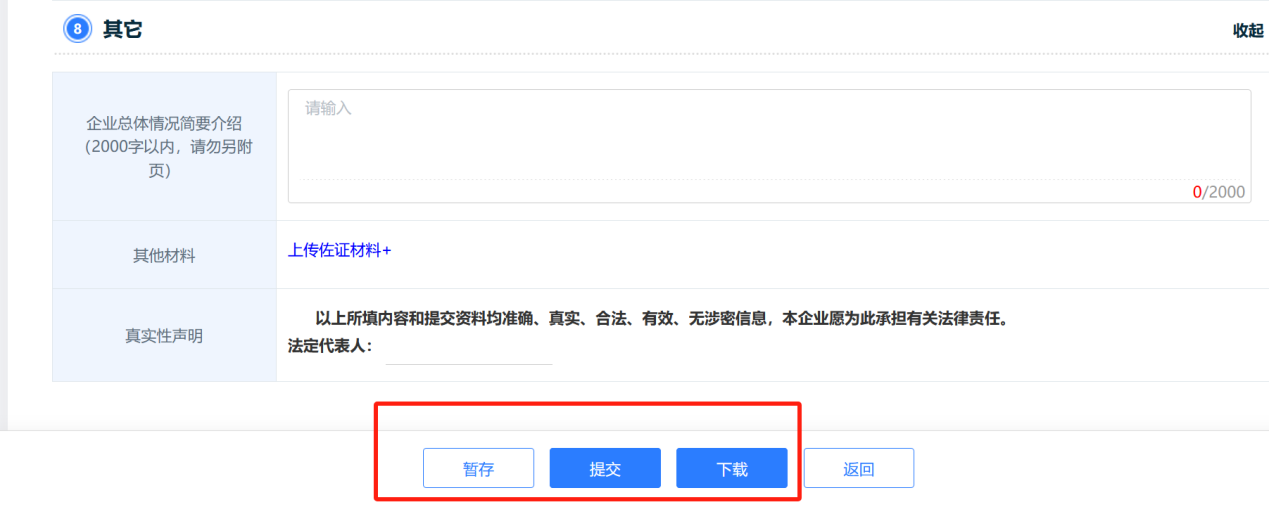 8 其它
收起
企业总体情况简要介绍
(2000字以内，请勿另附
页)
请输入
0/2000
其他材料
上传佐证材料+
真实性声明
以上所填内容和提交资料均准确、真实、合法、有效、无涉密信息，本企业愿为此承担有关法律责任。
法定代表人：
暂存 提交 下载 返回